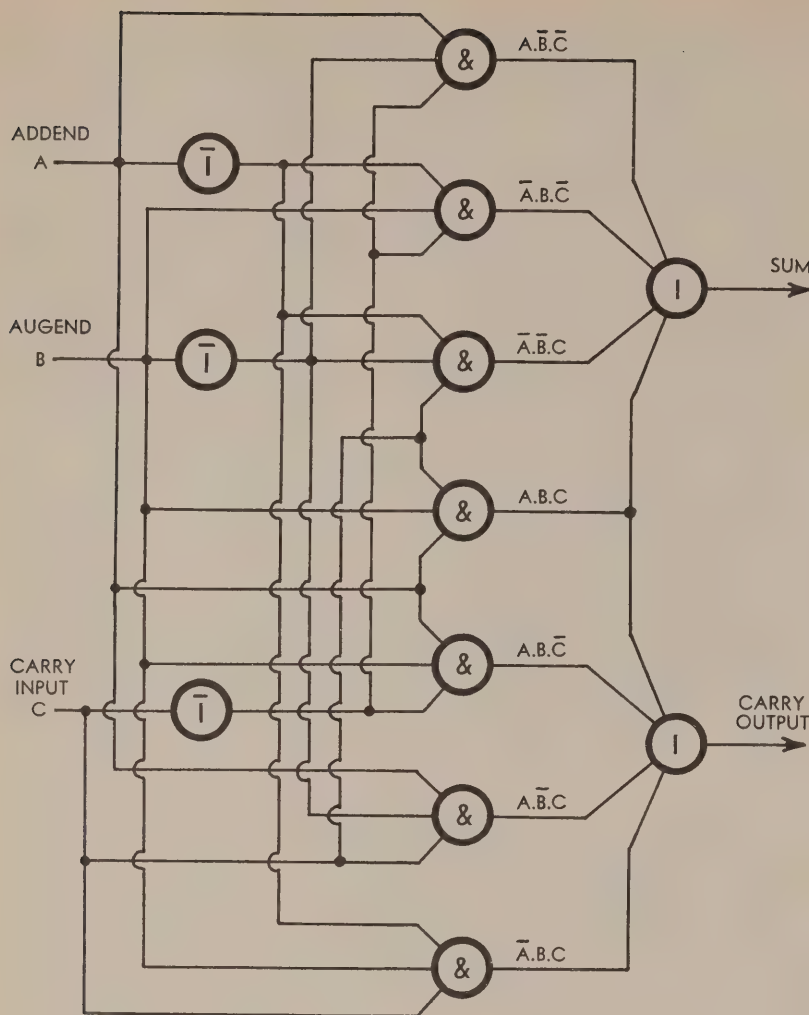 &
A.B̅.C̅
ADDEND
A
I̅
&
A̅.B.C̅
I
SUM
AUGEND
B
I̅
&
A̅.B̅.C
&
A.B.C
CARRY
INPUT
C
I̅
&
A.B.C̅
I
CARRY
OUTPUT
&
A.B̅.C
&
A̅.B.C